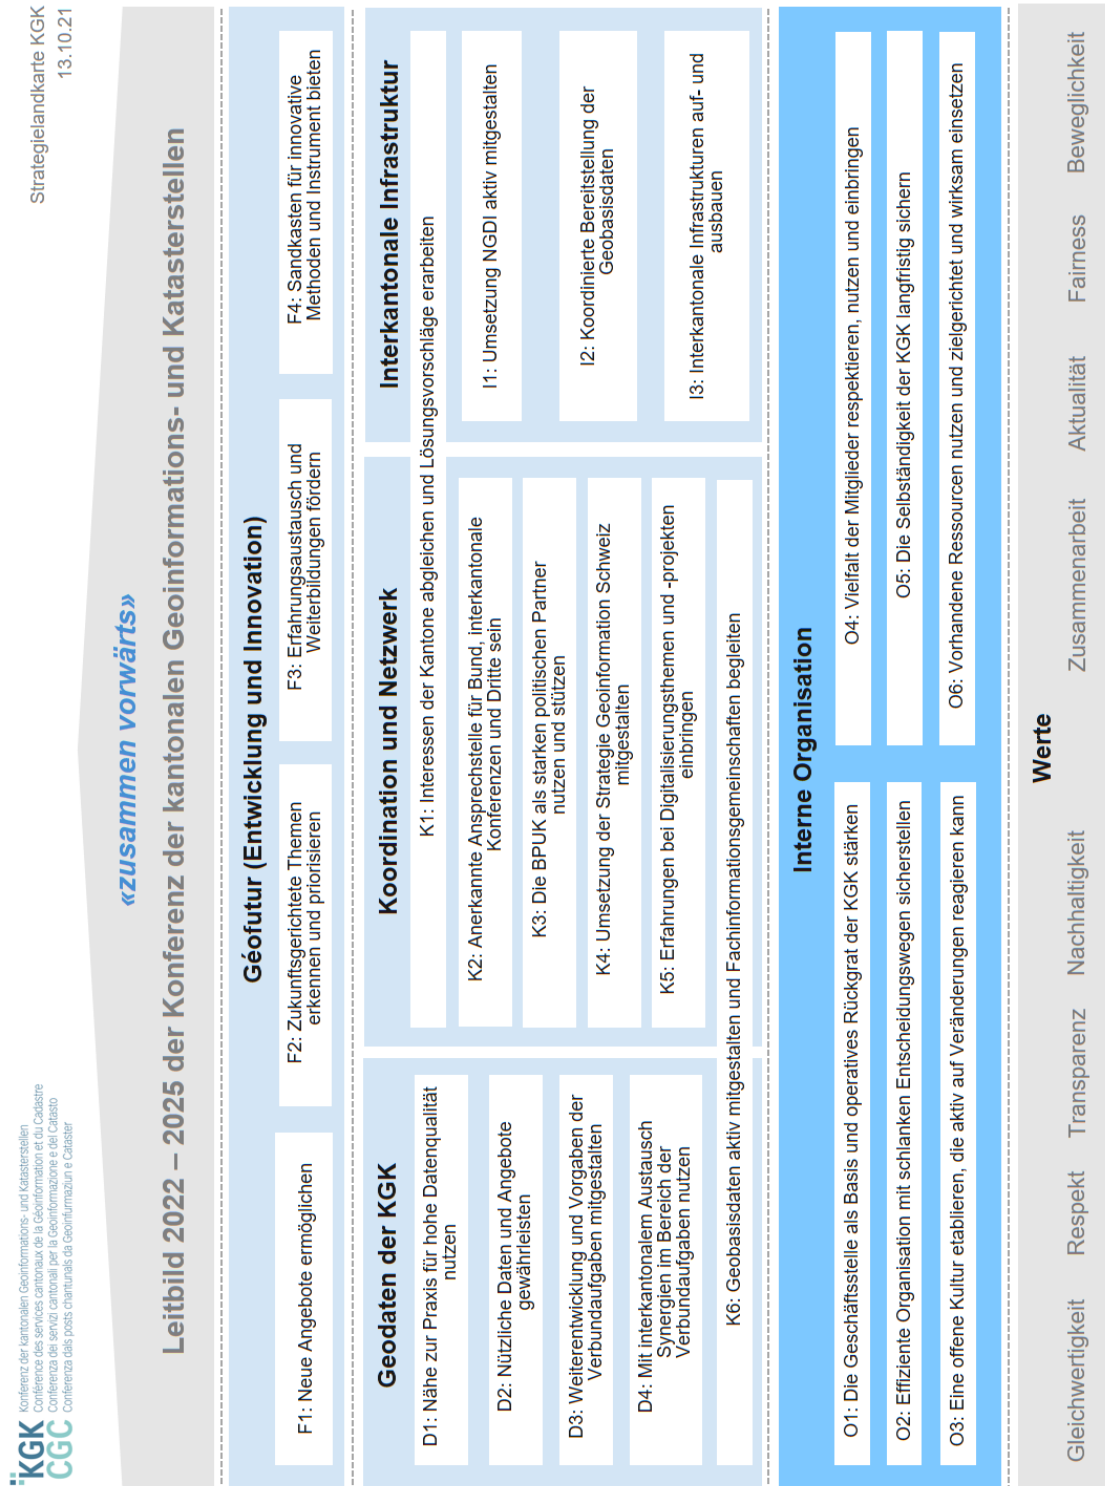 KGK
CGC
Konferenz der kantonalen Geoinformations- und Katasterstellen
Conférence des services cantonaux de la Géoinformation et du Cadastre
Conferenza dei servizi cantonali per la Geoinformazione e del Catasto
Conferenza dals posts chantunals da Geoinfurmaziun e Cataster
Strategielandkarte KGK
13.10.21
«zusammen vorwärts»
Leitbild 2022 – 2025 der Konferenz der kantonalen Geoinformations- und Katasterstellen
Géofutur (Entwicklung und Innovation)
F1: Neue Angebote ermöglichen
F2: Zukunftsgerichtete Themen
erkennen und priorisieren
F3: Erfahrungsaustausch und
Weiterbildungen fördern
F4: Sandkasten für innovative
Methoden und Instrument bieten
Geodaten der KGK
D1: Nähe zur Praxis für hohe Datenqualität
nutzen
D2: Nützliche Daten und Angebote
gewährleisten
D3: Weiterentwicklung und Vorgaben der
Verbundaufgaben mitgestalten
D4: Mit interkantonalem Austausch
Synergien im Bereich der
Verbundaufgaben nutzen
Koordination und Netzwerk
K1: Interessen der Kantone abgleichen und Lösungsvorschläge erarbeiten
K2: Anerkannte Ansprechstelle für Bund, interkantonale
Konferenzen und Dritte sein
K3: Die BPUK als starken politischen Partner
nutzen und stützen
K4: Umsetzung der Strategie Geoinformation Schweiz
mitgestalten
K5: Erfahrungen bei Digitalisierungsthemen und -projekten
einbringen
K6: Geobasisdaten aktiv mitgestalten und Fachinformationsgemeinschaften begleiten
Interkantonale Infrastruktur
I1: Umsetzung NGDI aktiv mitgestalten
I2: Koordinierte Bereitstellung der
Geobasisdaten
I3: Interkantonale Infrastrukturen auf- und
ausbauen
Interne Organisation
O1: Die Geschäftsstelle als Basis und operatives Rückgrat der KGK stärken
O2: Effiziente Organisation mit schlanken Entscheidungswegen sicherstellen
O3: Eine offene Kultur etablieren, die aktiv auf Veränderungen reagieren kann
O4: Vielfalt der Mitglieder respektieren, nutzen und einbringen
O5: Die Selbständigkeit der KGK langfristig sichern
O6: Vorhandene Ressourcen nutzen und zielgerichtet und wirksam einsetzen
Werte
Gleichwertigkeit Respekt Transparenz Nachhaltigkeit Zusammenarbeit Aktualität Fairness Beweglichkeit